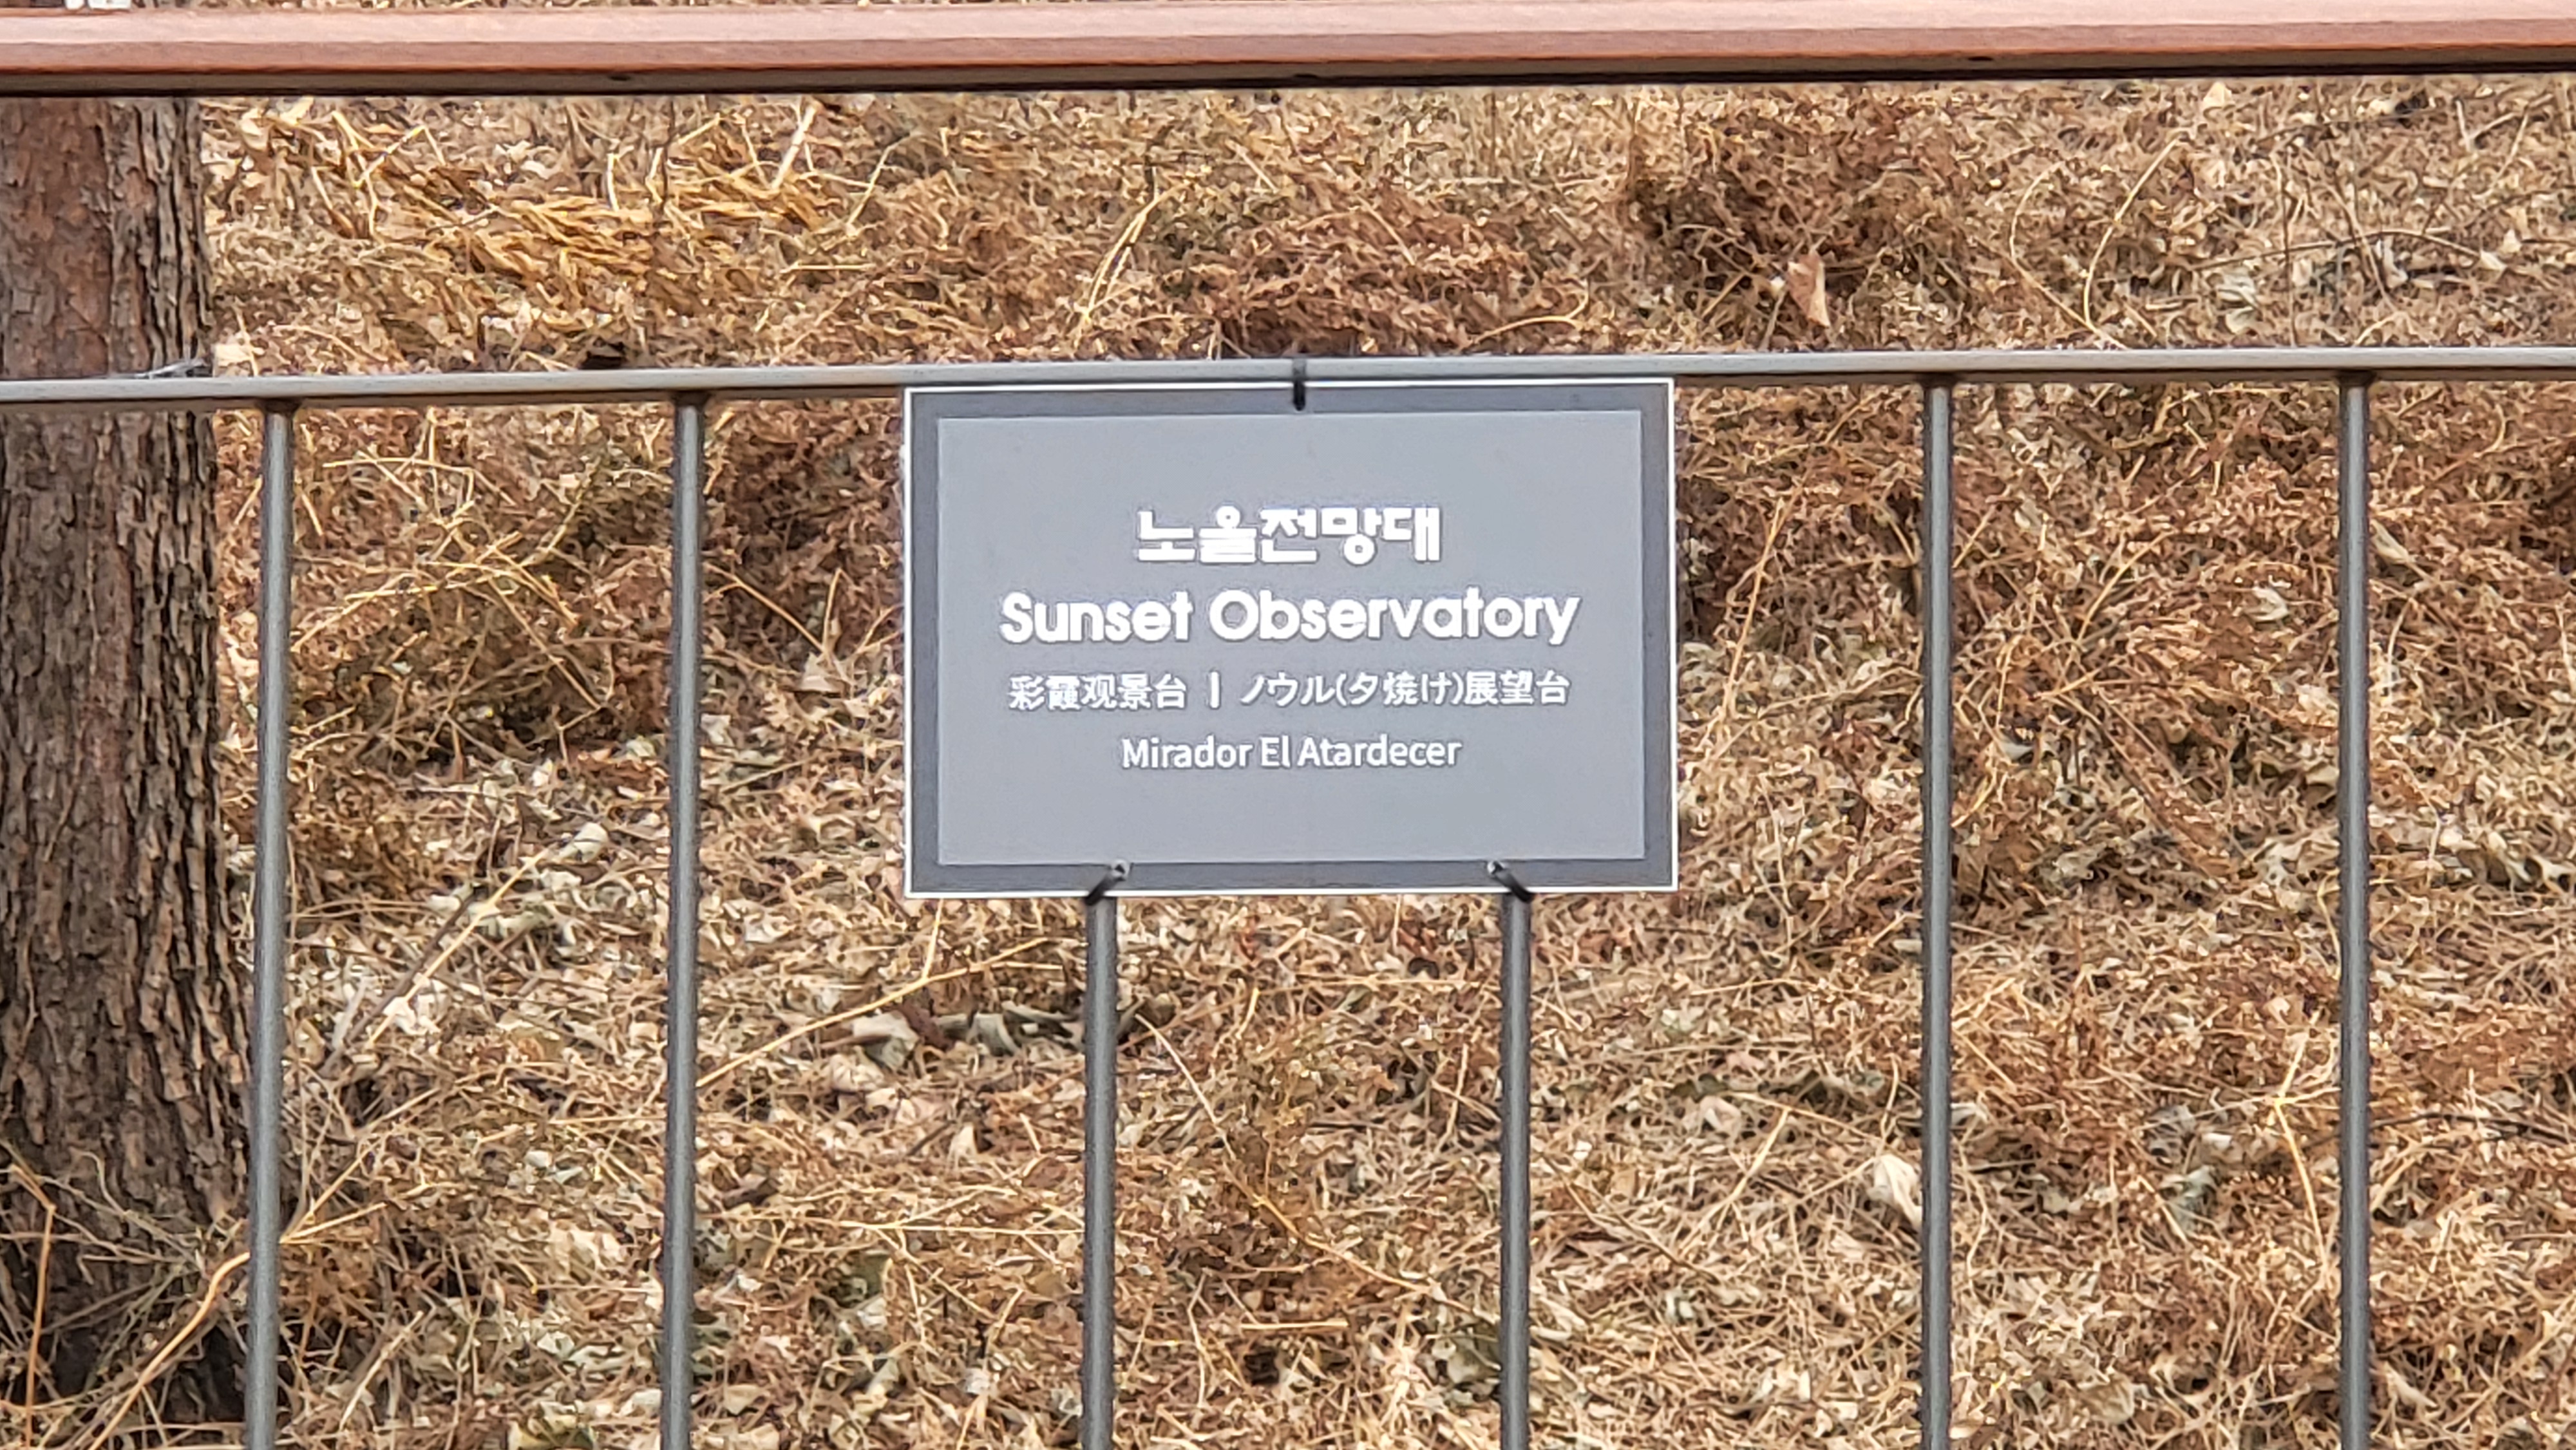 노을전망대
Sunset Observatory
彩霞观景台 | ノウル(夕焼け)展望台
Mirador El Atardecer